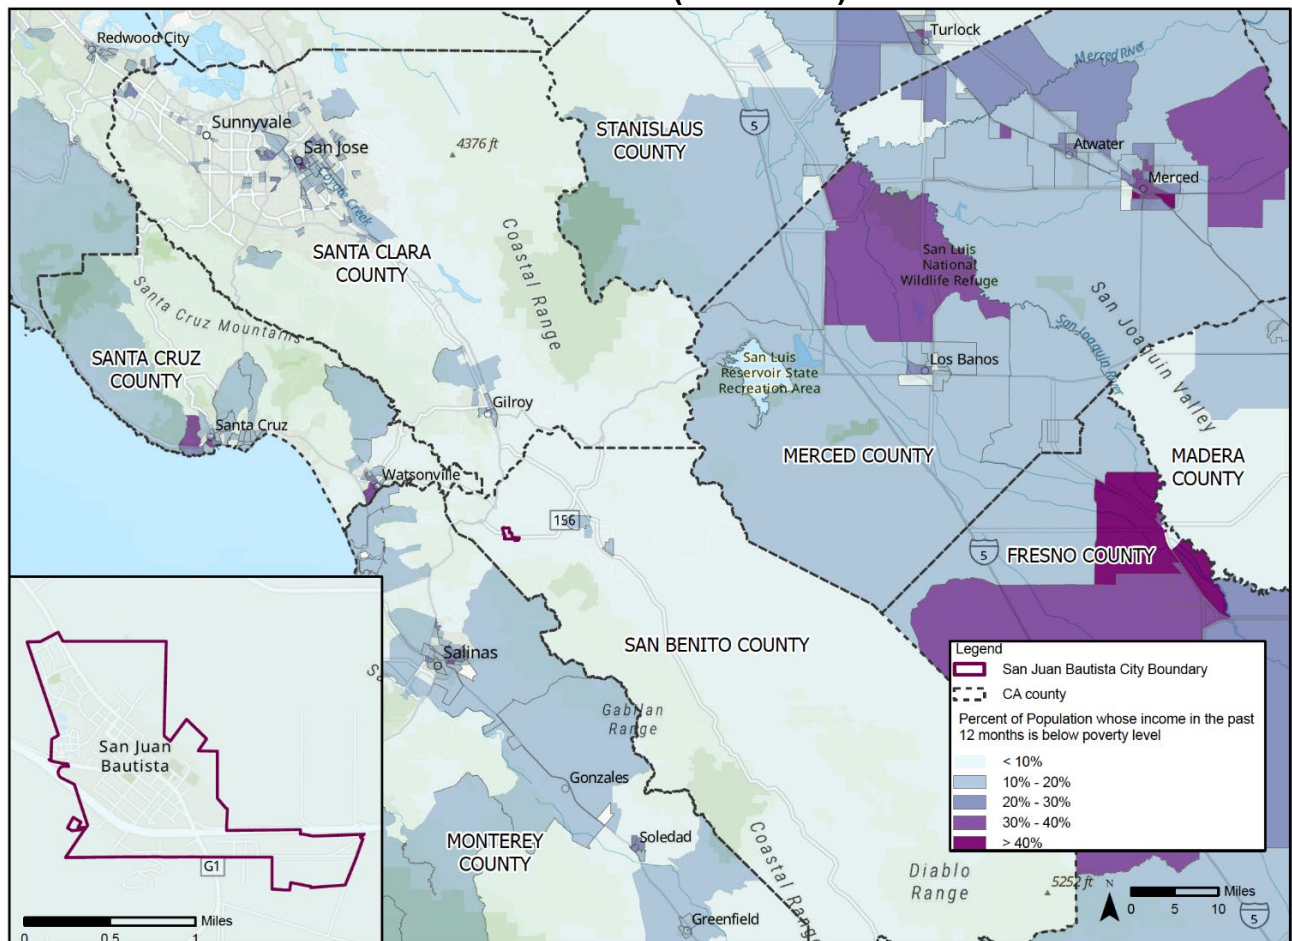 Redwood City
Turlock
Merced River
Sunnyvale
San Jose
Coyote Creek
4376 ft
STANISLAUS
COUNTY
5
Atwater
Merced
SANTA CLARA
COUNTY
Coastal Range
San Luis
National
Wildlife Refuge
San Joaquin Valley
San Joaquin River
Santa Cruz Mountains
SANTA CRUZ
COUNTY
San Luis
Reservoir State
Recreation Area
Los Banos
Gilroy
Santa Cruz
MERCED COUNTY
MADERA
COUNTY
Watsonville
156
5
FRESNO COUNTY
SAN BENITO COUNTY
Salinas
Gabilan
Range
Gonzales
MONTEREY
COUNTY
Soledad
Coastal Range
Diablo
Range
5252 ft
Greenfield
San Juan
Bautista
G1
Miles
0 0.5 1
Legend
San Juan Bautista City Boundary
CA county
Percent of Population whose income in the past
12 months is below poverty level
< 10%
10% - 20%
20% - 30%
30% - 40%
> 40%
N
Miles
0 5 10
5